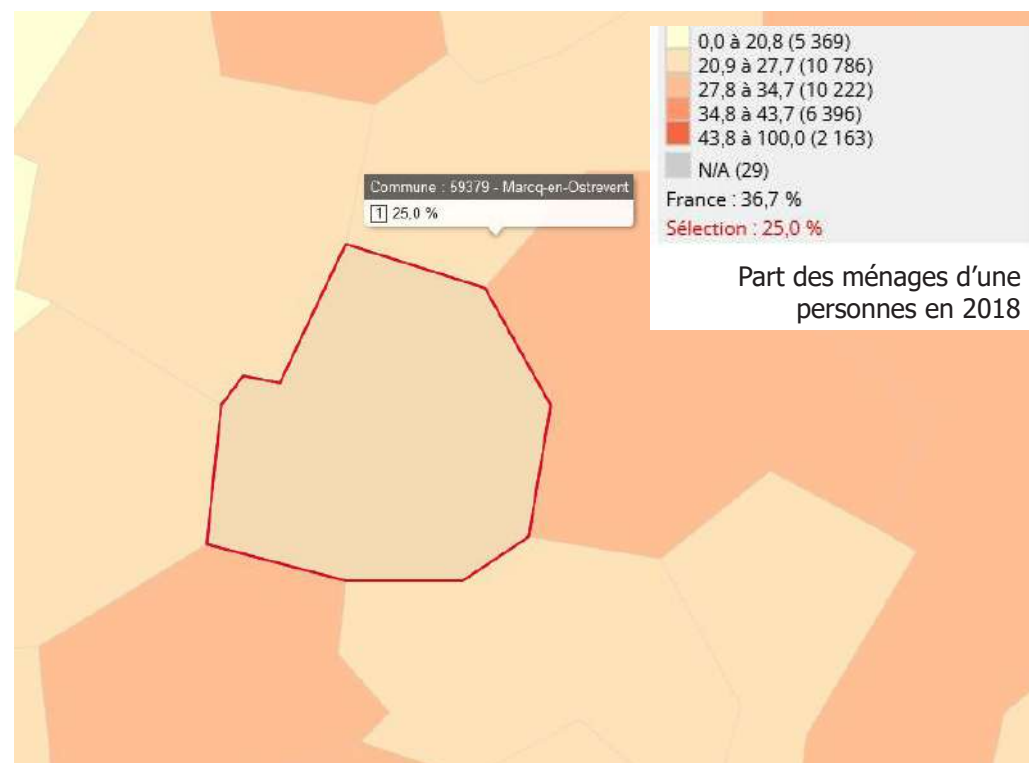 0,0 à 20,8 (5 369)
20,9 à 27,7 (10 786)
27,8 à 34,7 (10 222)
34,8 à 43,7 (6 396)
43,8 à 100,0 (2 163)
N/A (29)
France : 36,7 %
Sélection : 25,0 %
Part des ménages d’une
personnes en 2018
Commune : 59379 - Marcq-en-Ostrevent
1 25,0 %